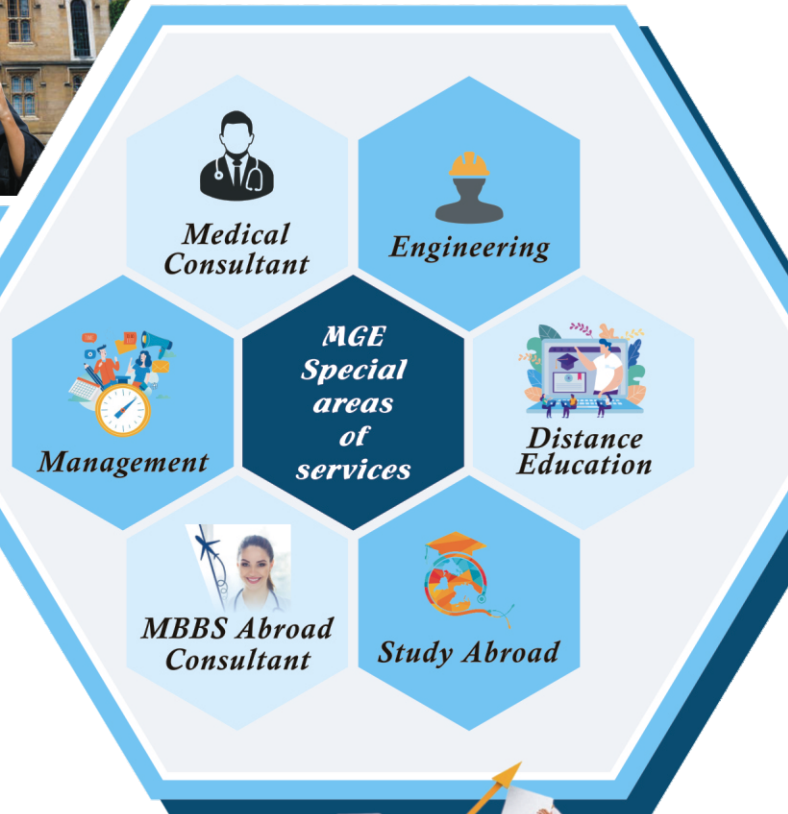 Medical
Consultant
Engineering
MGE
Special
areas
of
services
Management
Distance
Education
MBBS Abroad
Consultant
Study Abroad